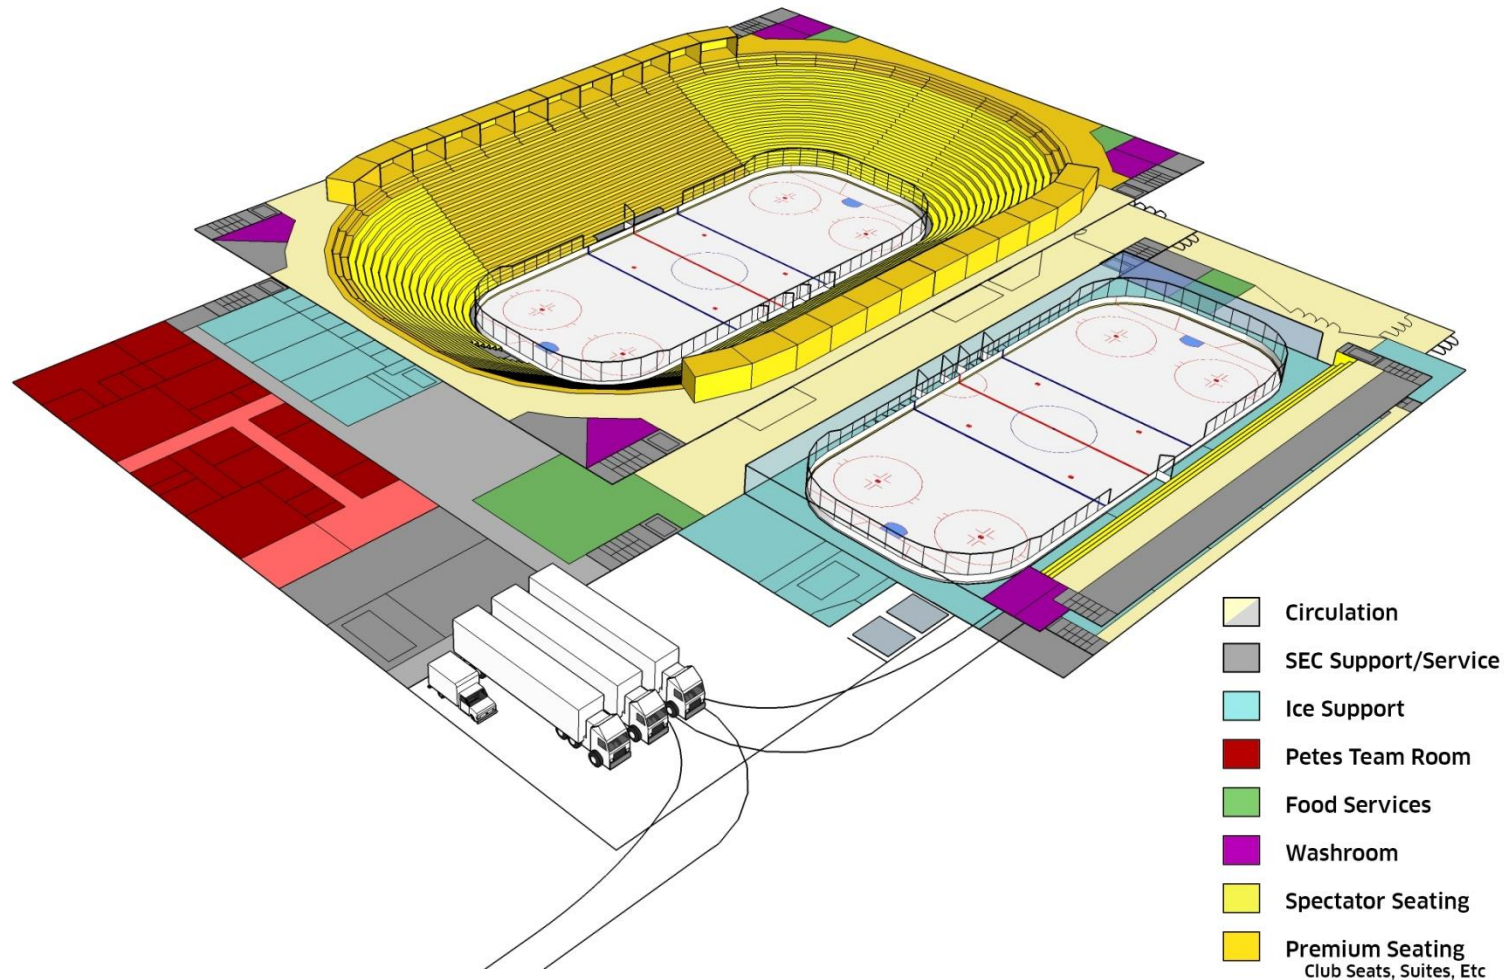 Circulation
SEC Support/Service
Ice Support
Petes Team Room
Food Services
Washroom
Spectator Seating
Premium Seating
Club Seats, Suites, Etc